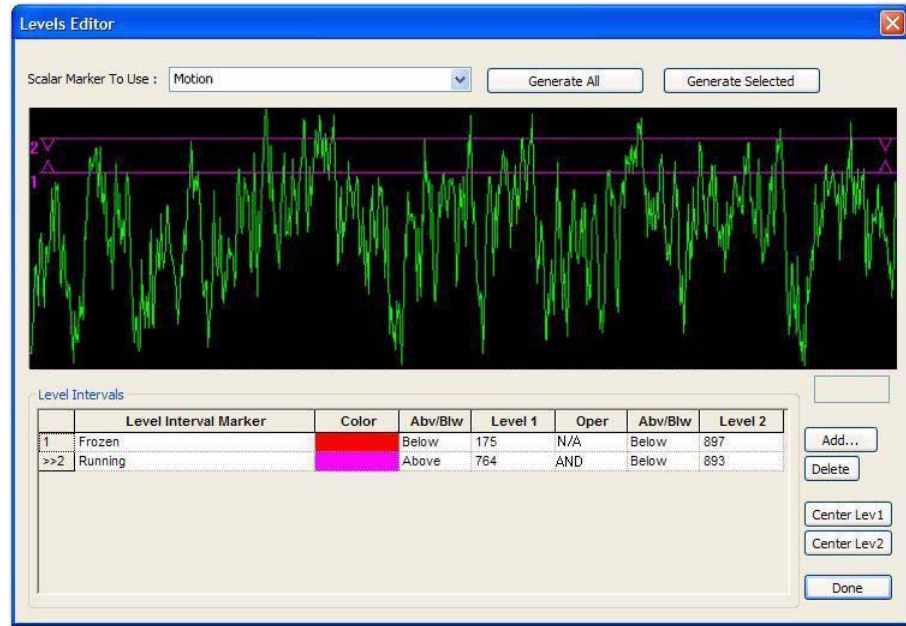 Levels Editor
Scalar Marker To Use : Motion Generate All Generate Selected
2
1
Level Intervals
Level Interval Marker Color Abv/Blw Level 1 Oper Abv/Blw Level 2
1 Frozen Below 175 N/A Below 897
>>2 Running Above 764 AND Below 893
Add...
Delete
Center Lev1
Center Lev2
Done